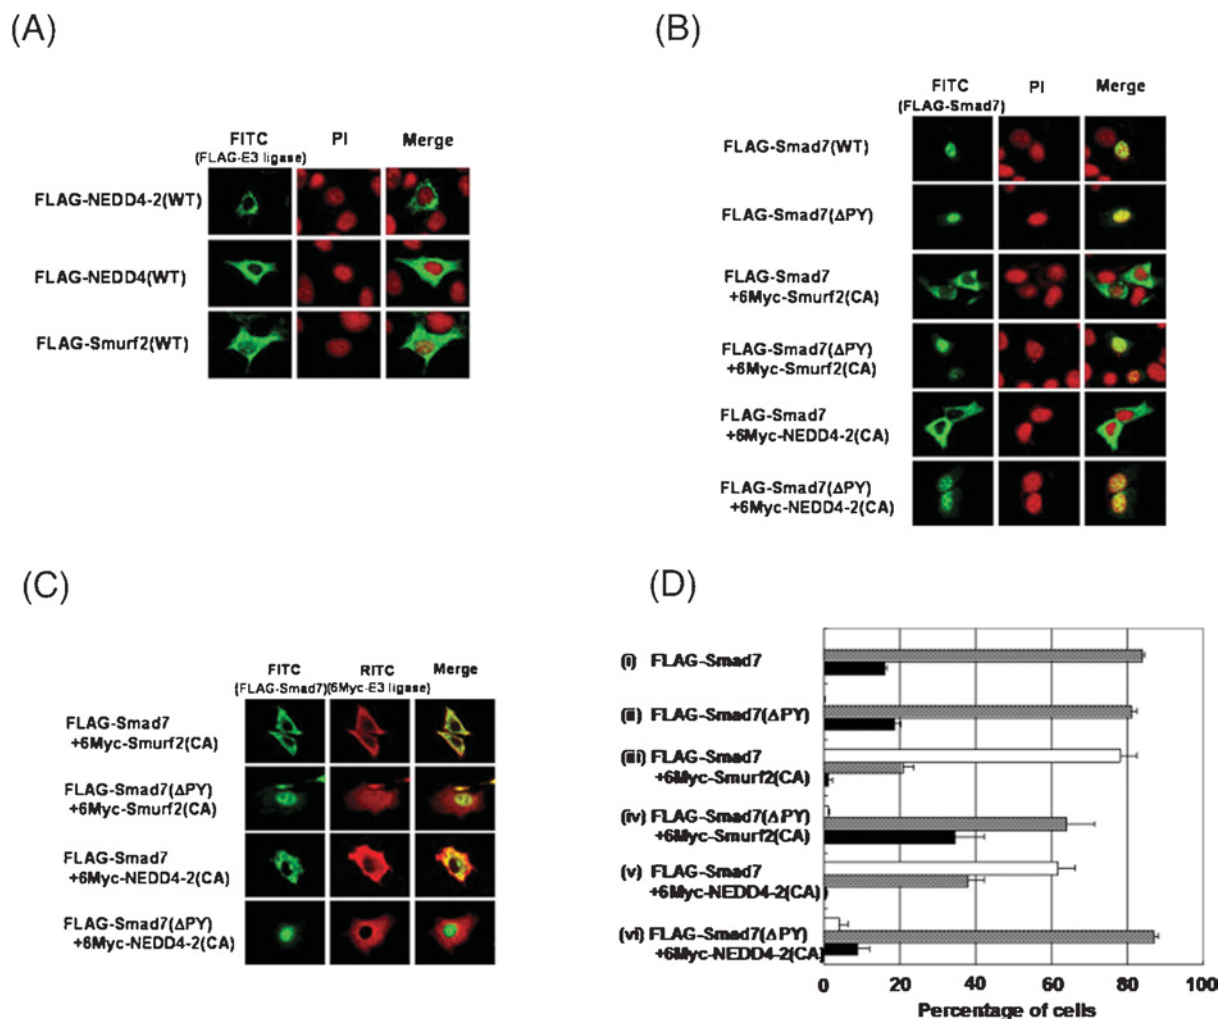 (A)
FITC
(FLAG-E3 ligase)
PI
Merge
FLAG-NEDD4-2(WT)
FLAG-NEDD4(WT)
FLAG-Smurf2(WT)
(B)
FITC
(FLAG-Smad7)
PI
Merge
FLAG-Smad7(WT)
FLAG-Smad7(ΔPY)
FLAG-Smad7
+6Myc-Smurf2(CA)
FLAG-Smad7(ΔPY)
+6Myc-Smurf2(CA)
FLAG-Smad7
+6Myc-NEDD4-2(CA)
FLAG-Smad7(ΔPY)
+6Myc-NEDD4-2(CA)
(C)
FITC
(FLAG-Smad7)
RITC
(6Myc-E3 ligase)
Merge
FLAG-Smad7
+6Myc-Smurf2(CA)
FLAG-Smad7(ΔPY)
+6Myc-Smurf2(CA)
FLAG-Smad7
+6Myc-NEDD4-2(CA)
FLAG-Smad7(ΔPY)
+6Myc-NEDD4-2(CA)
(D)
(i) FLAG-Smad7
(ii) FLAG-Smad7(ΔPY)
(iii) FLAG-Smad7
+6Myc-Smurf2(CA)
(iv) FLAG-Smad7(ΔPY)
+6Myc-Smurf2(CA)
(v) FLAG-Smad7
+6Myc-NEDD4-2(CA)
(vi) FLAG-Smad7(ΔPY)
+6Myc-NEDD4-2(CA)
0 20 40 60 80 100
Percentage of cells